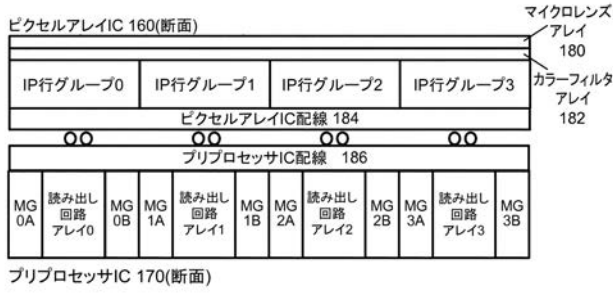 ピクセルアレイIC 160(断面)
マイクロレンズ
アレイ
180
IP行グループ0 IP行グループ1 IP行グループ2 IP行グループ3
カラーフィルタ
アレイ
182
ピクセルアレイIC配線 184
プリプロセッサIC配線 186
MG 0A
読み出し
回路
アレイ0
MG 0B
MG 1A
読み出し
回路
アレイ1
MG 1B
MG 2A
読み出し
回路
アレイ2
MG 2B
MG 3A
読み出し
回路
アレイ3
MG 3B
プリプロセッサIC 170(断面)